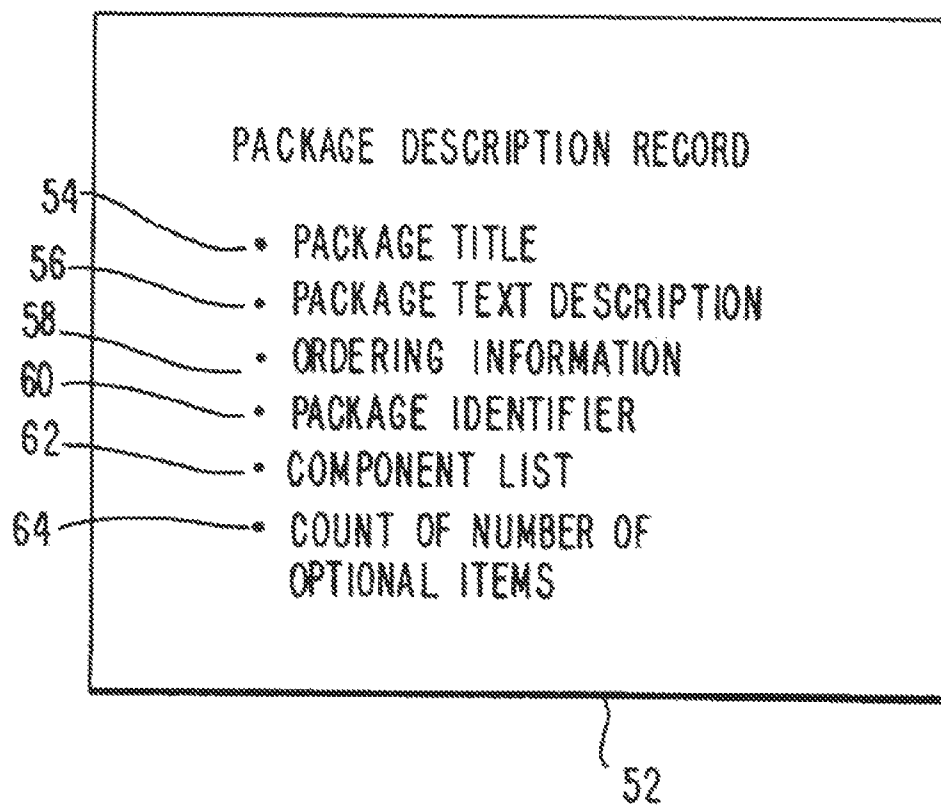 PACKAGE DESCRIPTION RECORD
54
• PACKAGE TITLE
56
• PACKAGE TEXT DESCRIPTION
58
• ORDERING INFORMATION
60
• PACKAGE IDENTIFIER
62
• COMPONENT LIST
64
• COUNT OF NUMBER OF
OPTIONAL ITEMS
52